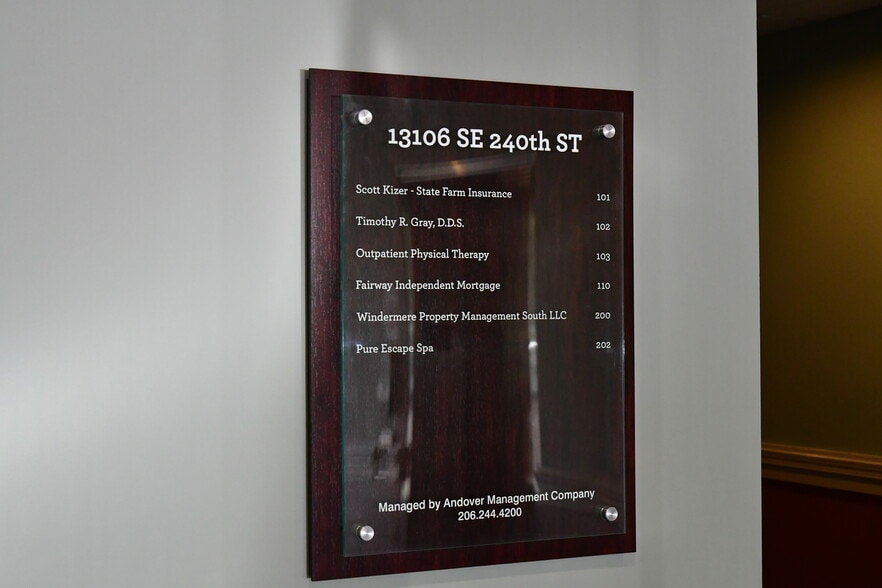 13106 SE 240th ST
Scott Kizer - State Farm Insurance 101
Timothy R. Gray, D.D.S. 102
Outpatient Physical Therapy 103
Fairway Independent Mortgage 110
Windermere Property Management South LLC 200
Pure Escape Spa 202
Managed by Andover Management Company
206.244.4200